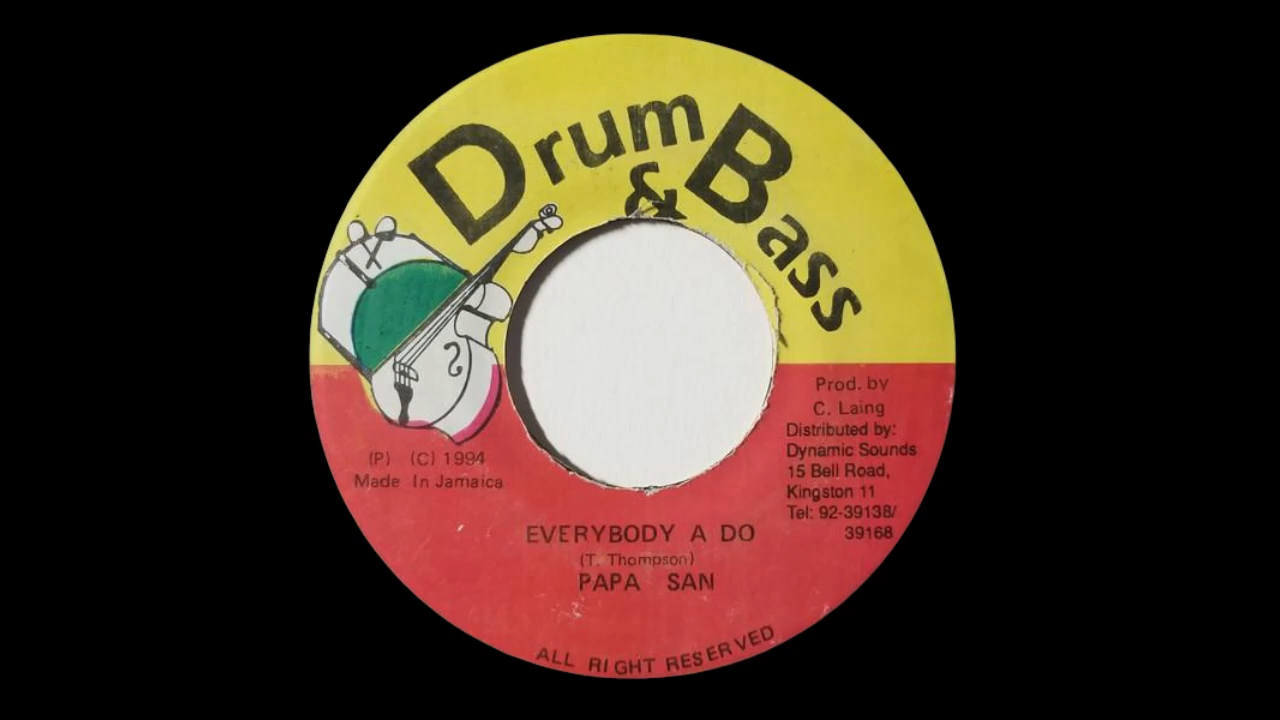 Drum
&
Bass
Prod. by
C. Laing
Distributed by:
Dynamic Sounds
15 Bell Road,
Kingston 11
Tel: 92-39138/
39168
(P) (C) 1994
Made In Jamaica
EVERYBODY A DO
(T. Thompson)
PAPA SAN
ALL RIGHT RESERVED